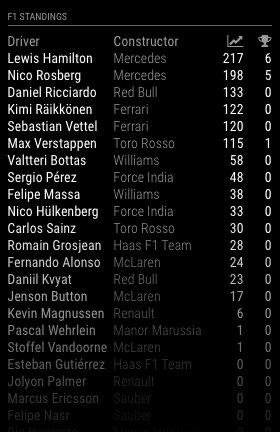 F1 STANDINGS
Driver Constructor
Lewis Hamilton Mercedes 217 6
Nico Rosberg Mercedes 198 5
Daniel Ricciardo Red Bull 133 0
Kimi Räikkönen Ferrari 122 0
Sebastian Vettel Ferrari 120 0
Max Verstappen Toro Rosso 115 1
Valtteri Bottas Williams 58 0
Sergio Pérez Force India 48 0
Felipe Massa Williams 38 0
Nico Hülkenberg Force India 33 0
Carlos Sainz Toro Rosso 30 0
Romain Grosjean Haas F1 Team 28 0
Fernando Alonso McLaren 24 0
Daniil Kvyat Red Bull 23 0
Jenson Button McLaren 17 0
Kevin Magnussen Renault 6 0
Pascal Wehrlein Manor Marussia 1 0
Stoffel Vandoorne McLaren 1 0
Esteban Gutiérrez Haas F1 Team 0 0
Jolyon Palmer Renault 0 0
Marcus Ericsson Sauber 0 0
Felipe Nasr Sauber 0 0